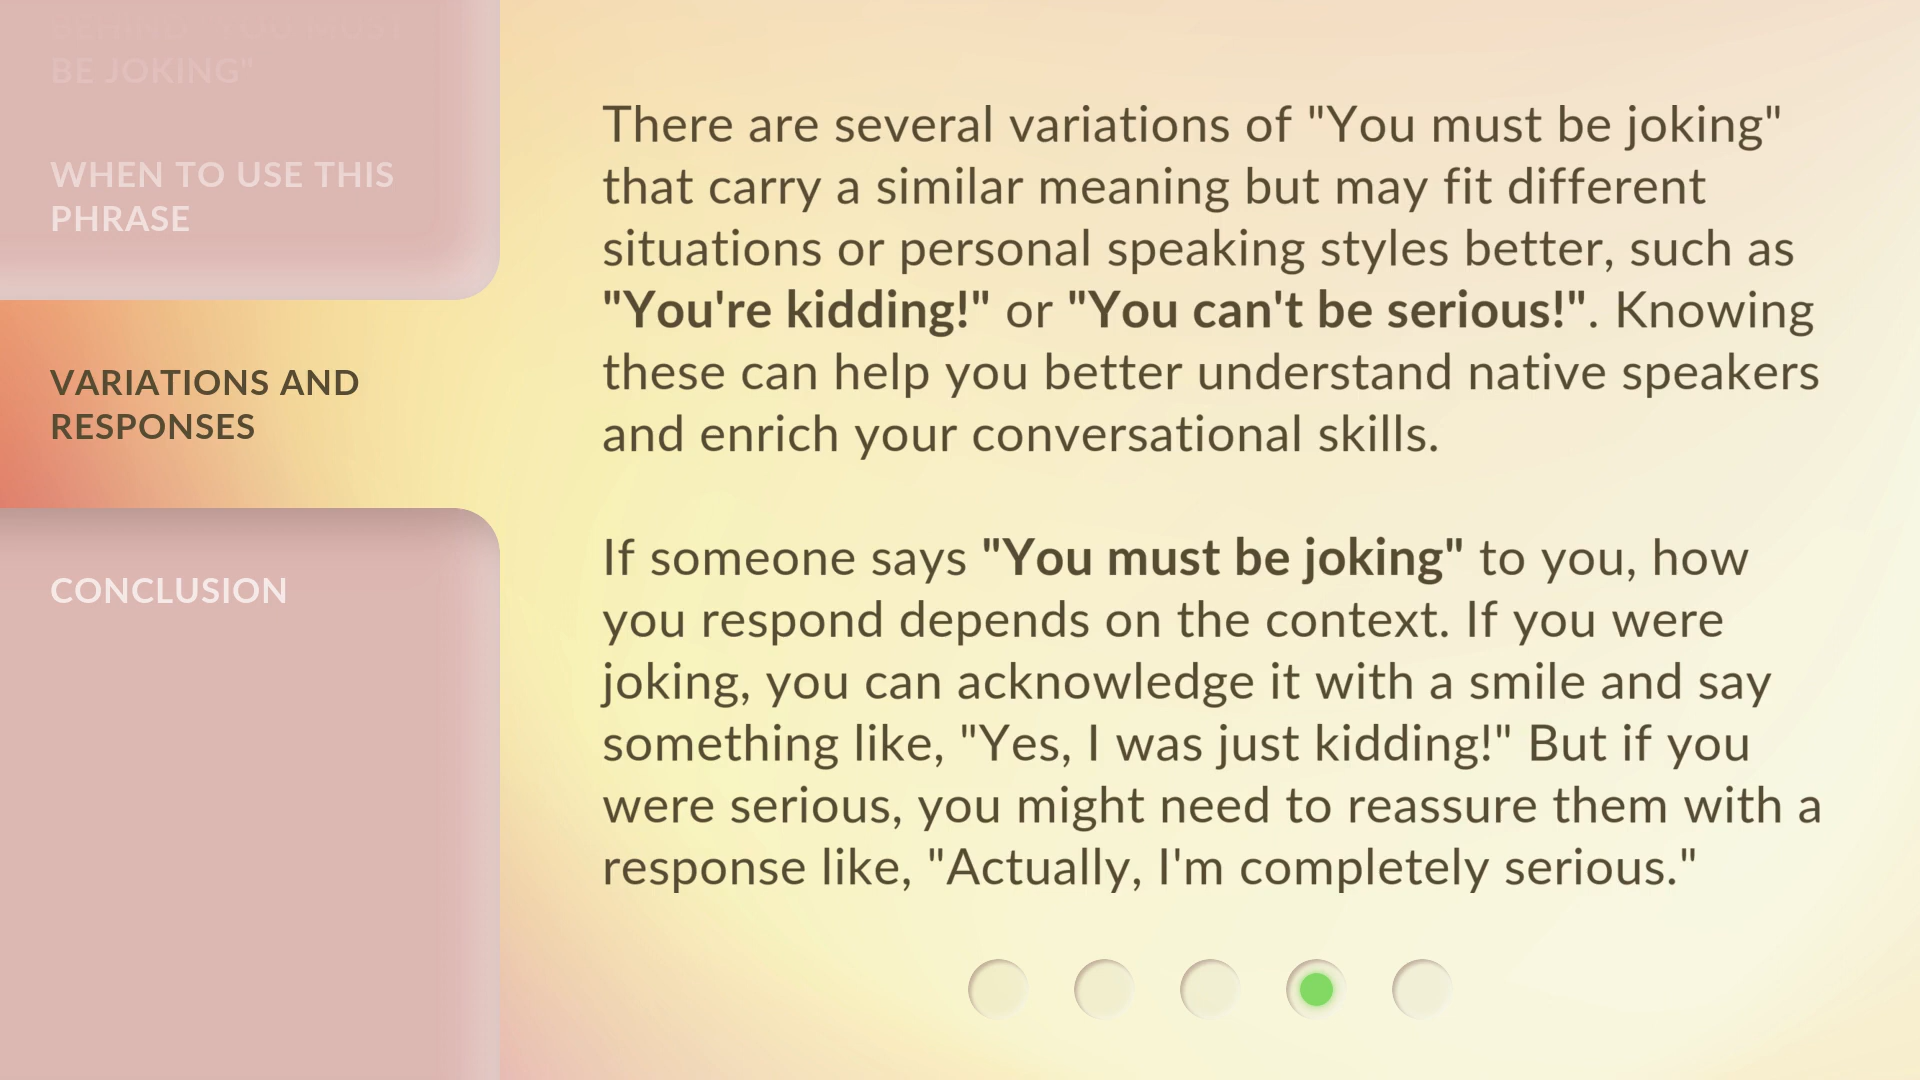 BEHIND "YOU MUST
BE JOKING"
WHEN TO USE THIS
PHRASE
VARIATIONS AND
RESPONSES
CONCLUSION
There are several variations of "You must be joking"
that carry a similar meaning but may fit different
situations or personal speaking styles better, such as
"You're kidding!" or "You can't be serious!". Knowing
these can help you better understand native speakers
and enrich your conversational skills.
If someone says "You must be joking" to you, how
you respond depends on the context. If you were
joking, you can acknowledge it with a smile and say
something like, "Yes, I was just kidding!" But if you
were serious, you might need to reassure them with a
response like, "Actually, I'm completely serious."